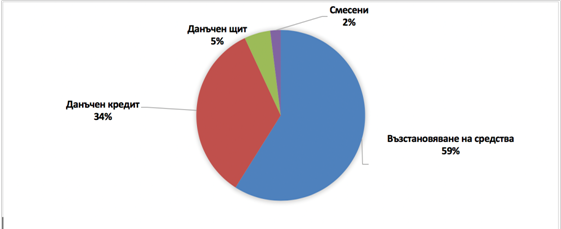 Смесени
2%
Данъчен щит
5%
Данъчен кредит
34%
Възстановяване на средства
59%